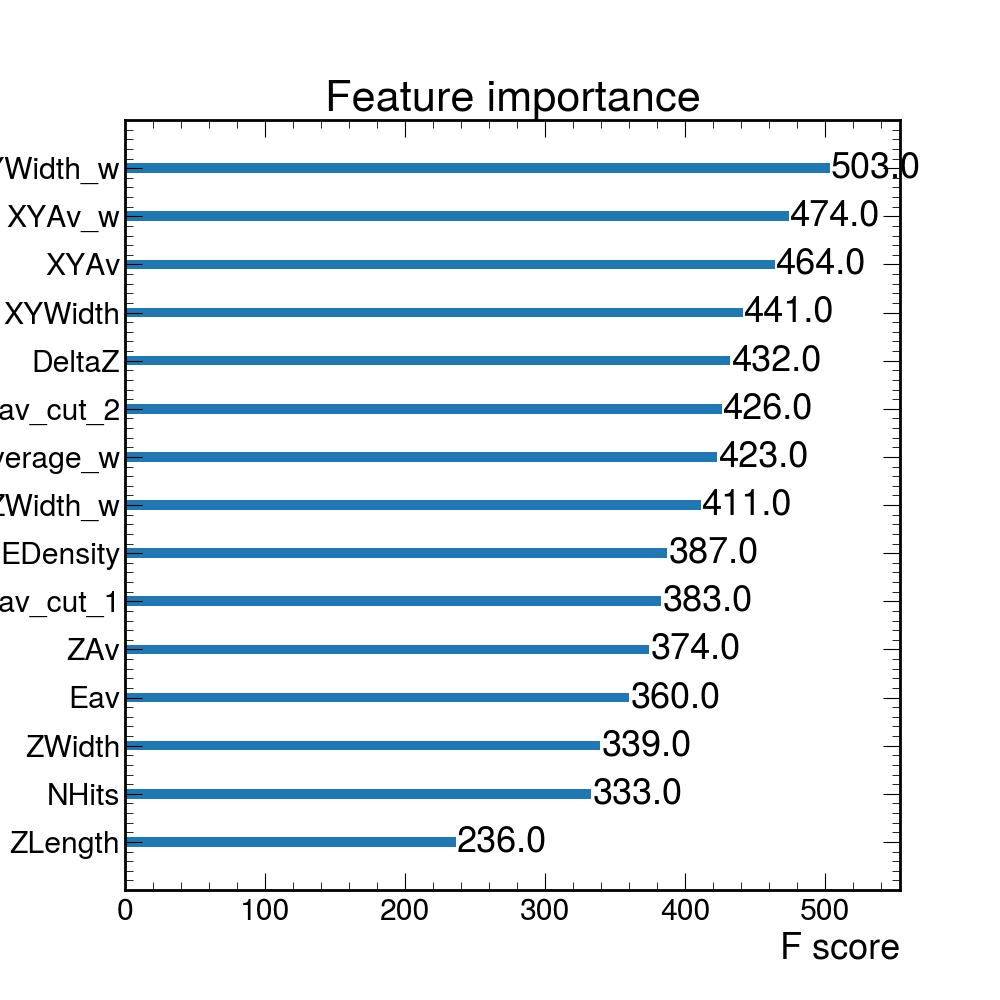 Feature importance
YWidth_w 503.0
XYAv_w 474.0
XYAv 464.0
XYWidth 441.0
DeltaZ 432.0
av_cut_2 426.0
verage_w 423.0
ZWidth_w 411.0
EDensity 387.0
av_cut_1 383.0
ZAv 374.0
Eav 360.0
ZWidth 339.0
NHits 333.0
ZLength 236.0
0 100 200 300 400 500
F score